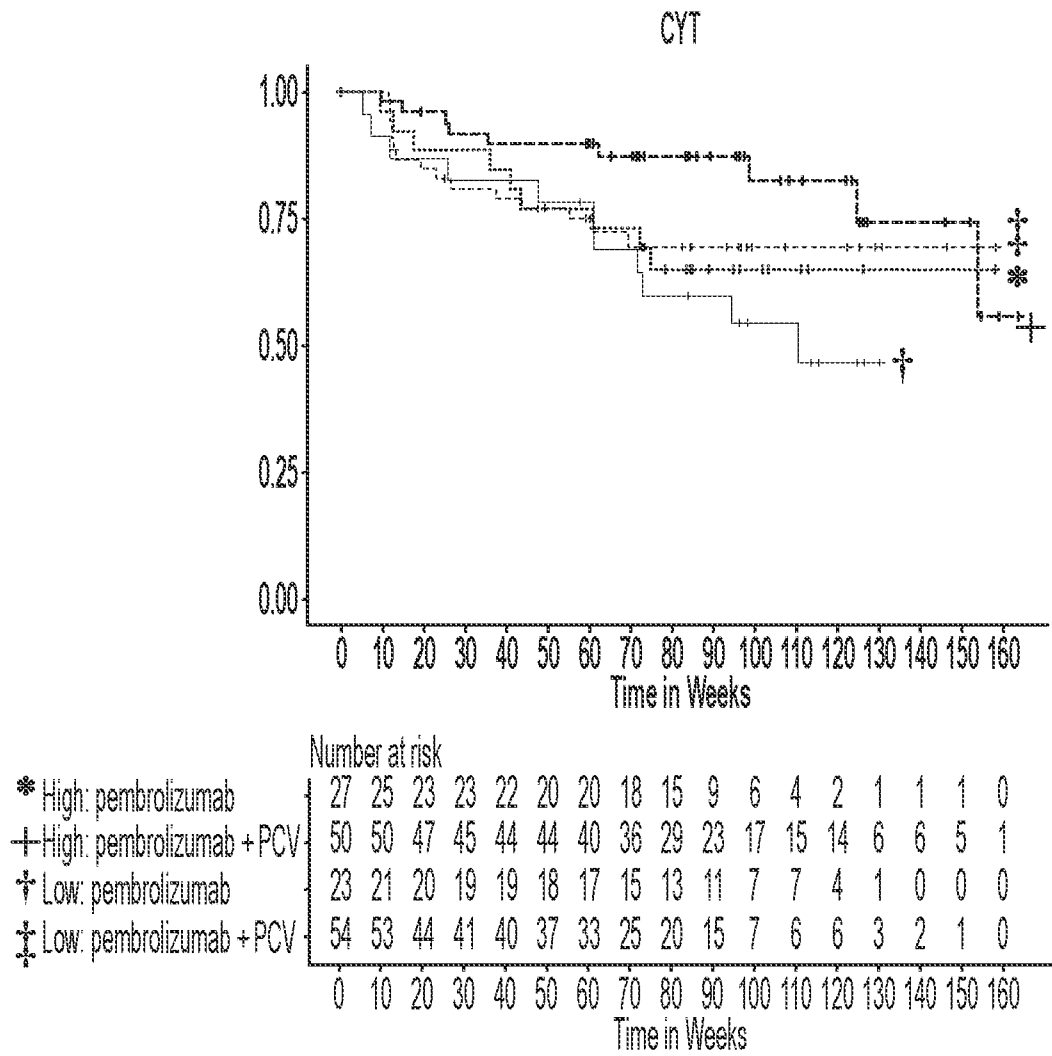 CYT
1.00
0.75
0.50
0.25
0.00
0 10 20 30 40 50 60 70 80 90 100 110 120 130 140 150 160
Time in Weeks
Number at risk
* High: pembrolizumab 27 25 23 23 22 20 20 18 15 9 6 4 2 1 1 1 0
+ High: pembrolizumab + PCV 50 50 47 45 44 44 40 36 29 23 17 15 14 6 6 5 1
† Low: pembrolizumab 23 21 20 19 19 18 17 15 13 11 7 7 4 1 0 0 0
‡ Low: pembrolizumab + PCV 54 53 44 41 40 37 33 25 20 15 7 6 6 3 2 1 0
0 10 20 30 40 50 60 70 80 90 100 110 120 130 140 150 160
Time in Weeks